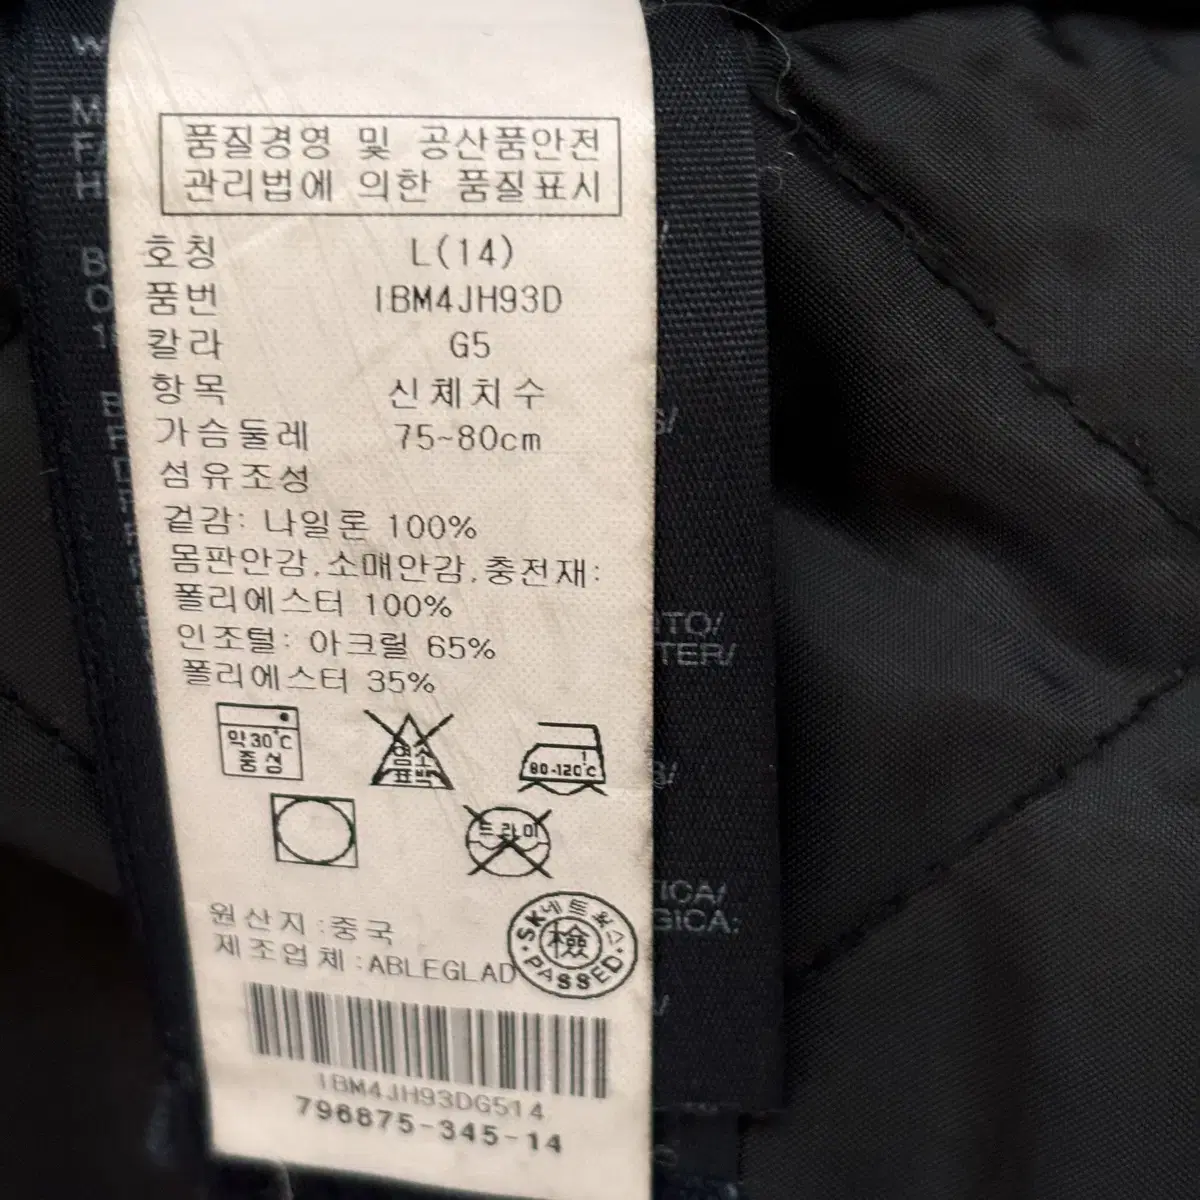 품질경영 및 공산품안전
관리법에 의한 품질표시
호칭 L(14)
품번 IBM4JH93D
칼라 G5
항목 신체치수
가슴둘레 75~80cm
섬유조성
겉감: 나일론 100%
몸판안감,소매안감,충전재:
폴리에스터 100%
인조털: 아크릴 65%
폴리에스터 35%
약30℃
중성
염소
표백
80-120℃
드라이
원산지:중국
제조업체:ABLEGLAD
SK네트웍스
檢
PASSED
IBM4JH93DG514
796875-345-14
TO/
TER/
ICA/
GICA: